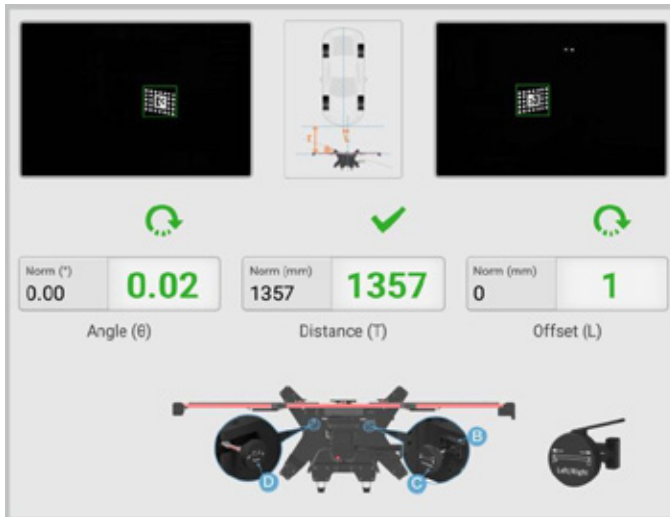 Norm (°)
0.00
0.02
Norm (mm)
1357
1357
Norm (mm)
0
1
Angle (θ)
Distance (T)
Offset (L)
B
D
C
Left/Right